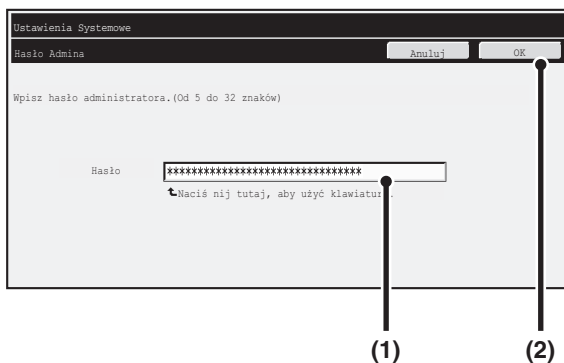 Ustawienia Systemowe
Hasło Admina Anuluj OK
Wpisz hasło administratora.(Od 5 do 32 znaków)
Hasło ********************************
Naciś nij tutaj, aby użyć klawiatur .
(1) (2)